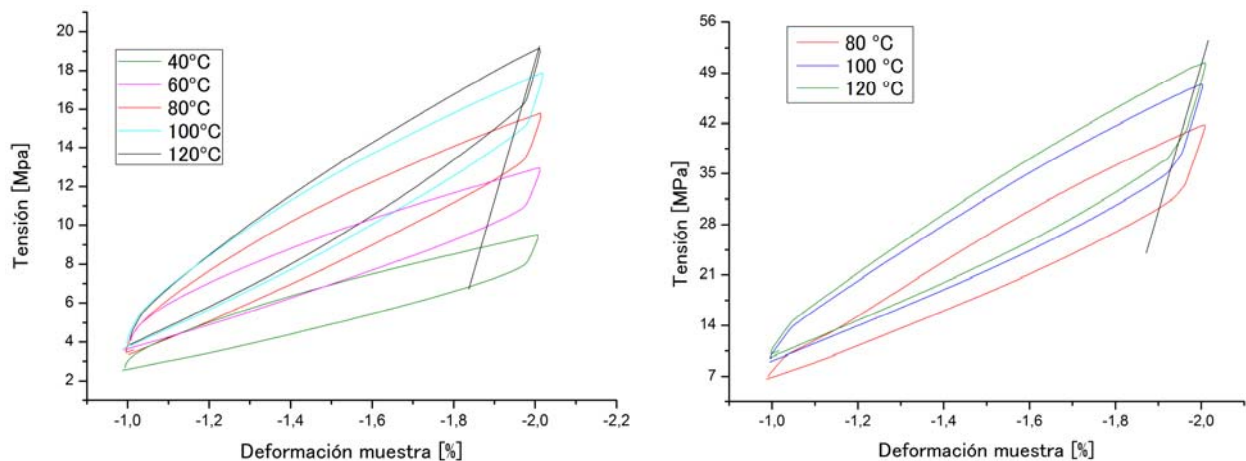 Tensión [Mpa]
20
18
16
14
12
10
8
6
4
2
40°C
60°C
80°C
100°C
120°C
-1,0
-1,2
-1,4
-1,6
-1,8
-2,0
-2,2
Deformación muestra [%]
Tensión [MPa]
56
49
42
35
28
21
14
7
80 °C
100 °C
120 °C
-1,0
-1,2
-1,4
-1,6
-1,8
-2,0
Deformación muestra [%]